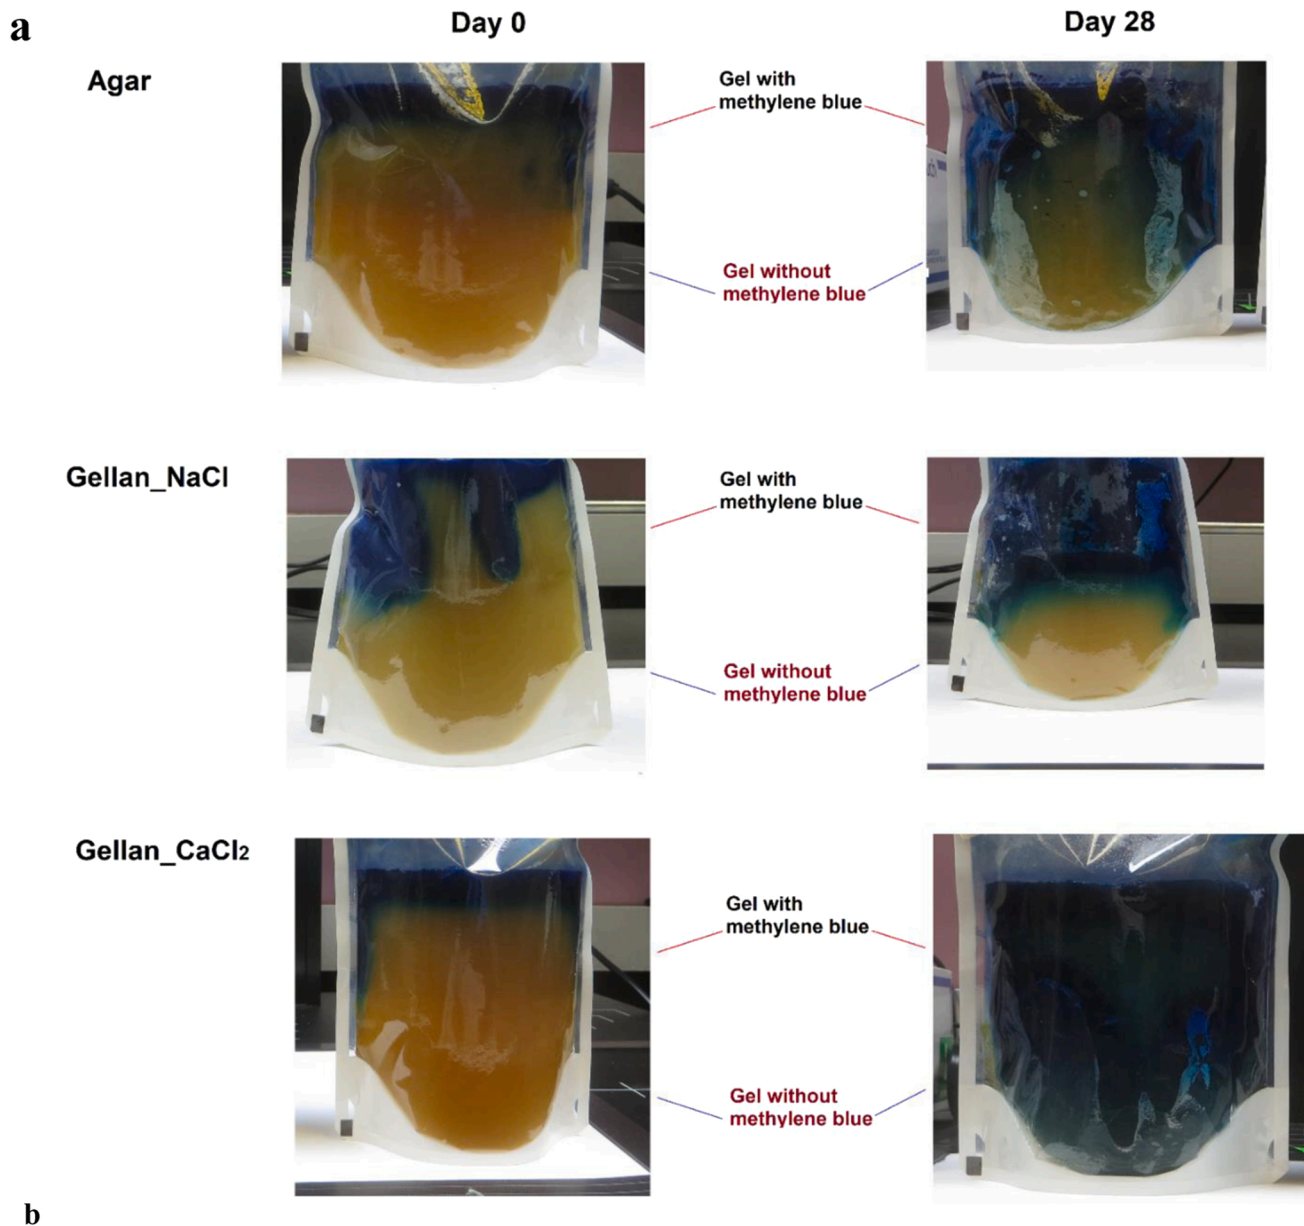 a
Day 0
Day 28
Agar
Gel with
methylene blue
Gel without
methylene blue
Gellan_NaCl
Gel with
methylene blue
Gel without
methylene blue
Gellan_CaCl₂
Gel with
methylene blue
Gel without
methylene blue
b